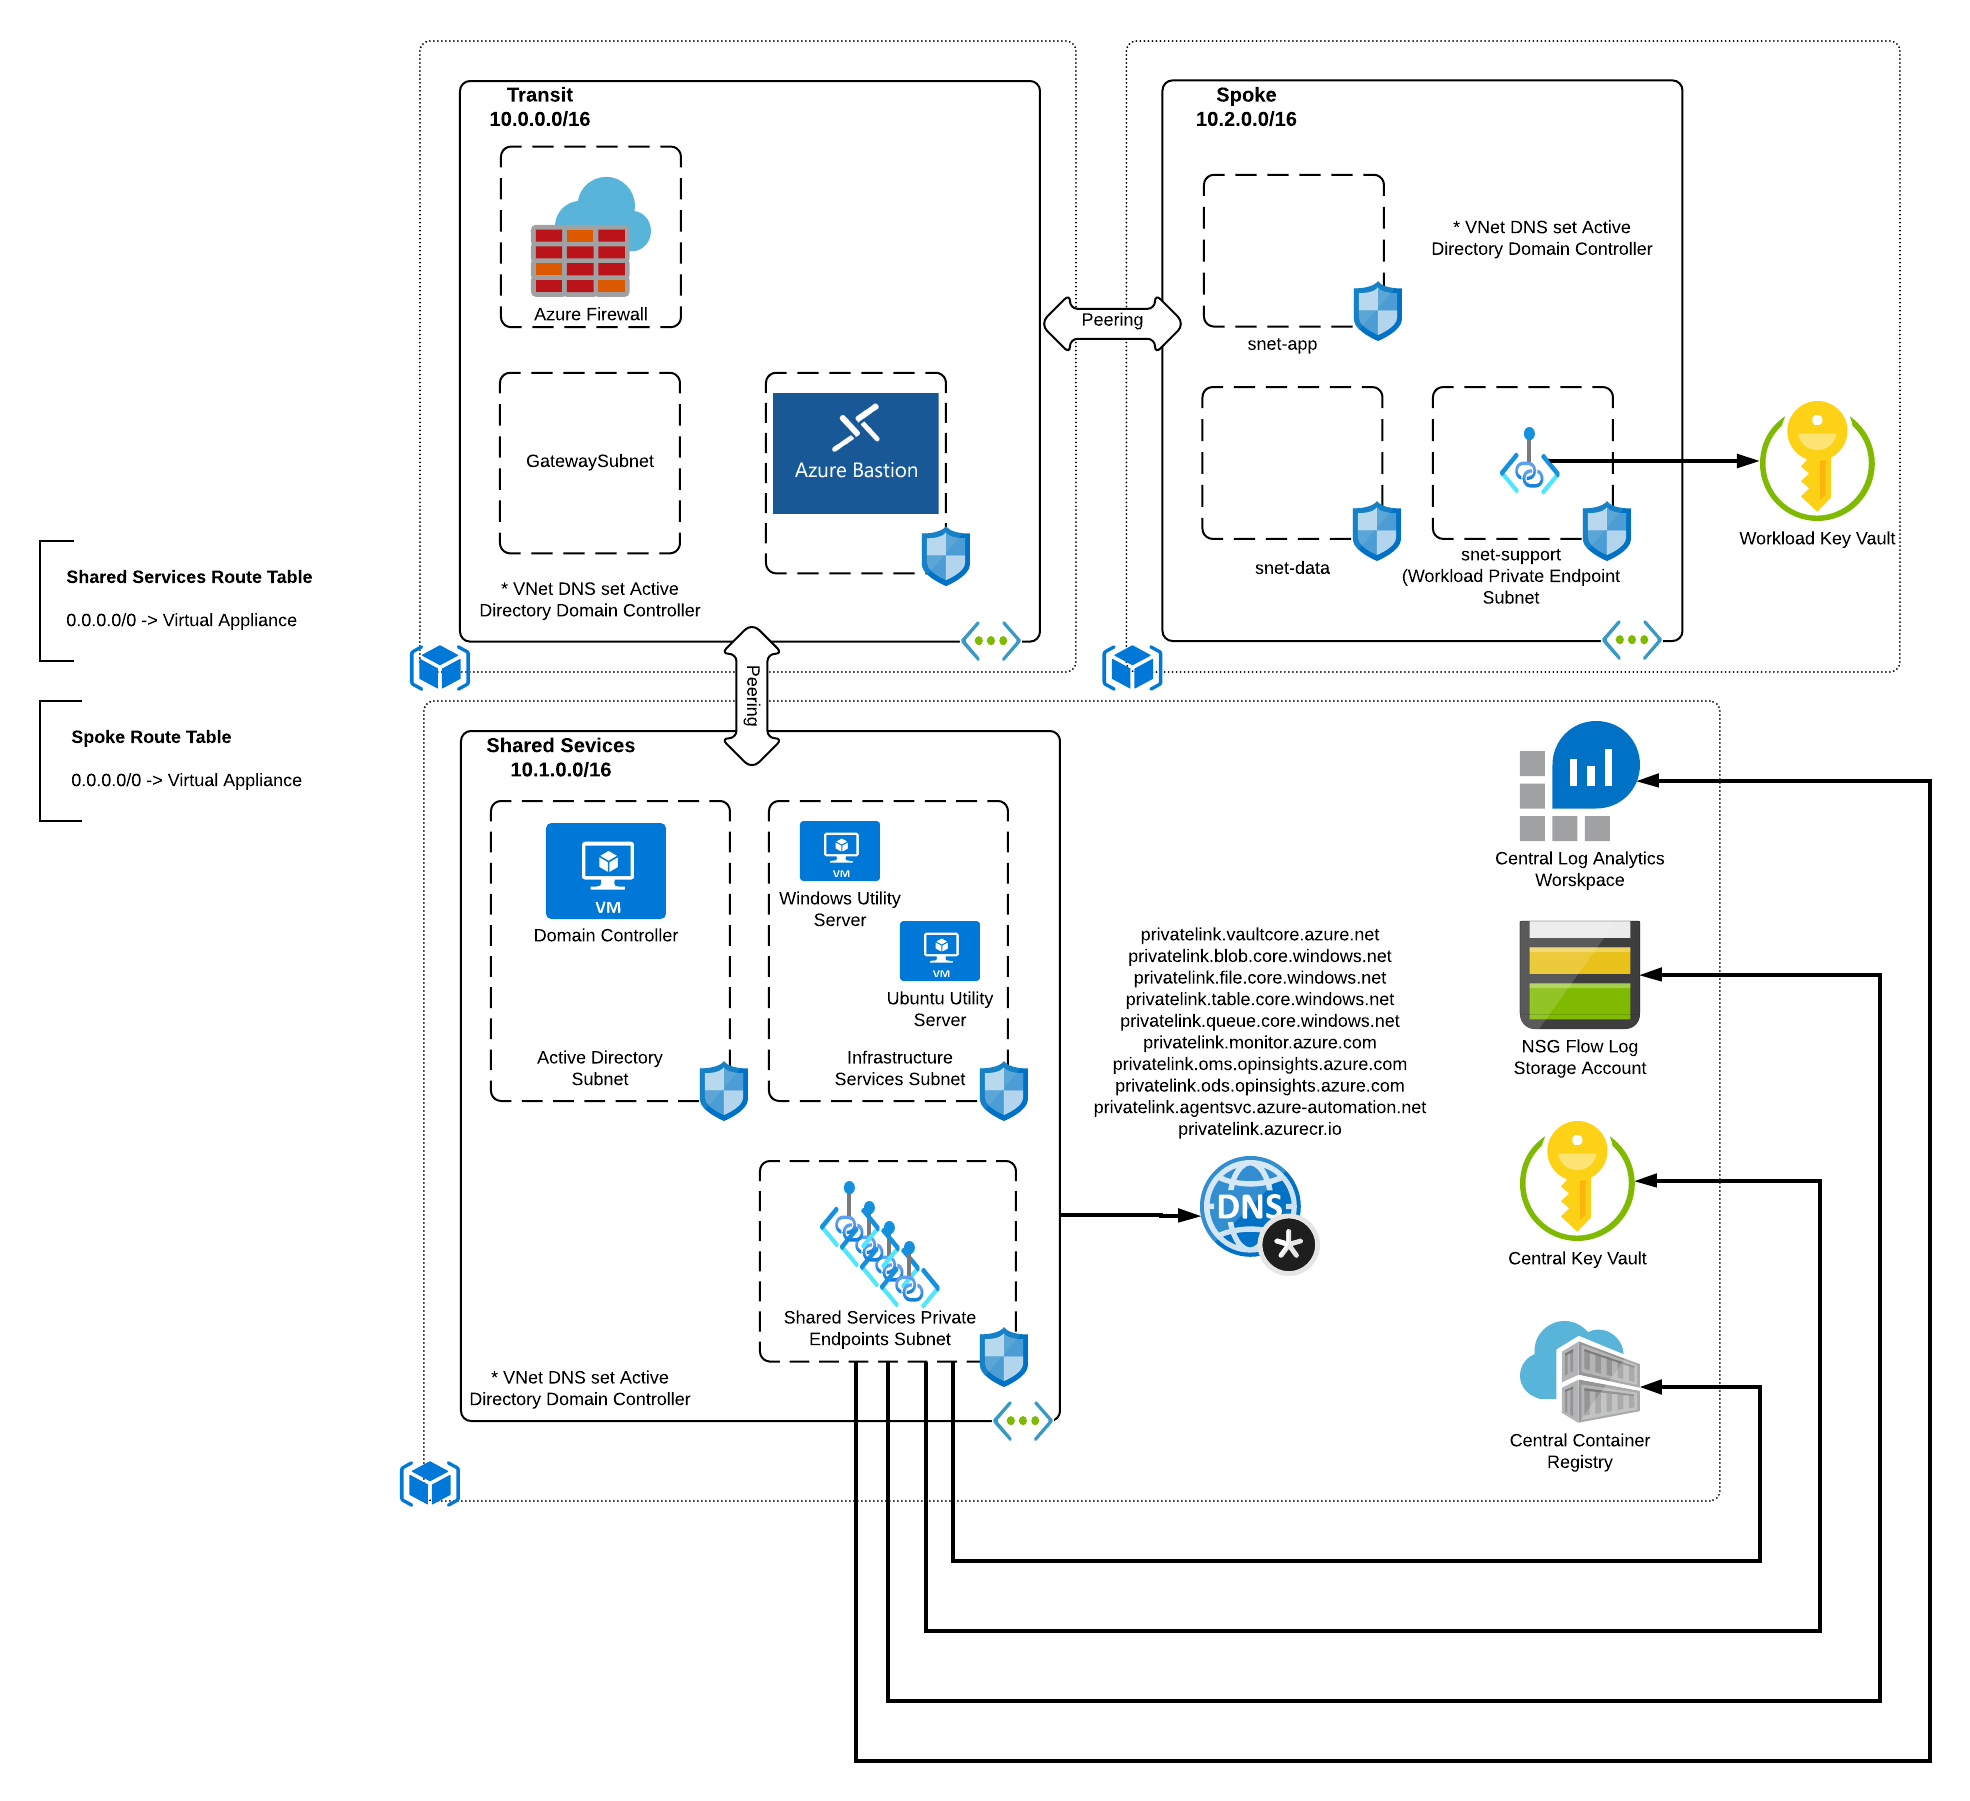 Transit
10.0.0.0/16
Azure Firewall
GatewaySubnet
Azure Bastion
* VNet DNS set Active
Directory Domain Controller
Peering
Spoke
10.2.0.0/16
* VNet DNS set Active
Directory Domain Controller
snet-app
snet-data
snet-support
(Workload Private Endpoint
Subnet
Workload Key Vault
Shared Services Route Table
0.0.0.0/0 -> Virtual Appliance
Spoke Route Table
0.0.0.0/0 -> Virtual Appliance
Peering
Shared Sevices
10.1.0.0/16
VM
Domain Controller
Active Directory
Subnet
VM
Windows Utility
Server
VM
Ubuntu Utility
Server
Infrastructure
Services Subnet
Shared Services Private
Endpoints Subnet
* VNet DNS set Active
Directory Domain Controller
privatelink.vaultcore.azure.net
privatelink.blob.core.windows.net
privatelink.file.core.windows.net
privatelink.table.core.windows.net
privatelink.queue.core.windows.net
privatelink.monitor.azure.com
privatelink.oms.opinsights.azure.com
privatelink.ods.opinsights.azure.com
privatelink.agentsvc.azure-automation.net
privatelink.azurecr.io
DNS
Central Log Analytics
Worskpace
NSG Flow Log
Storage Account
Central Key Vault
Central Container
Registry